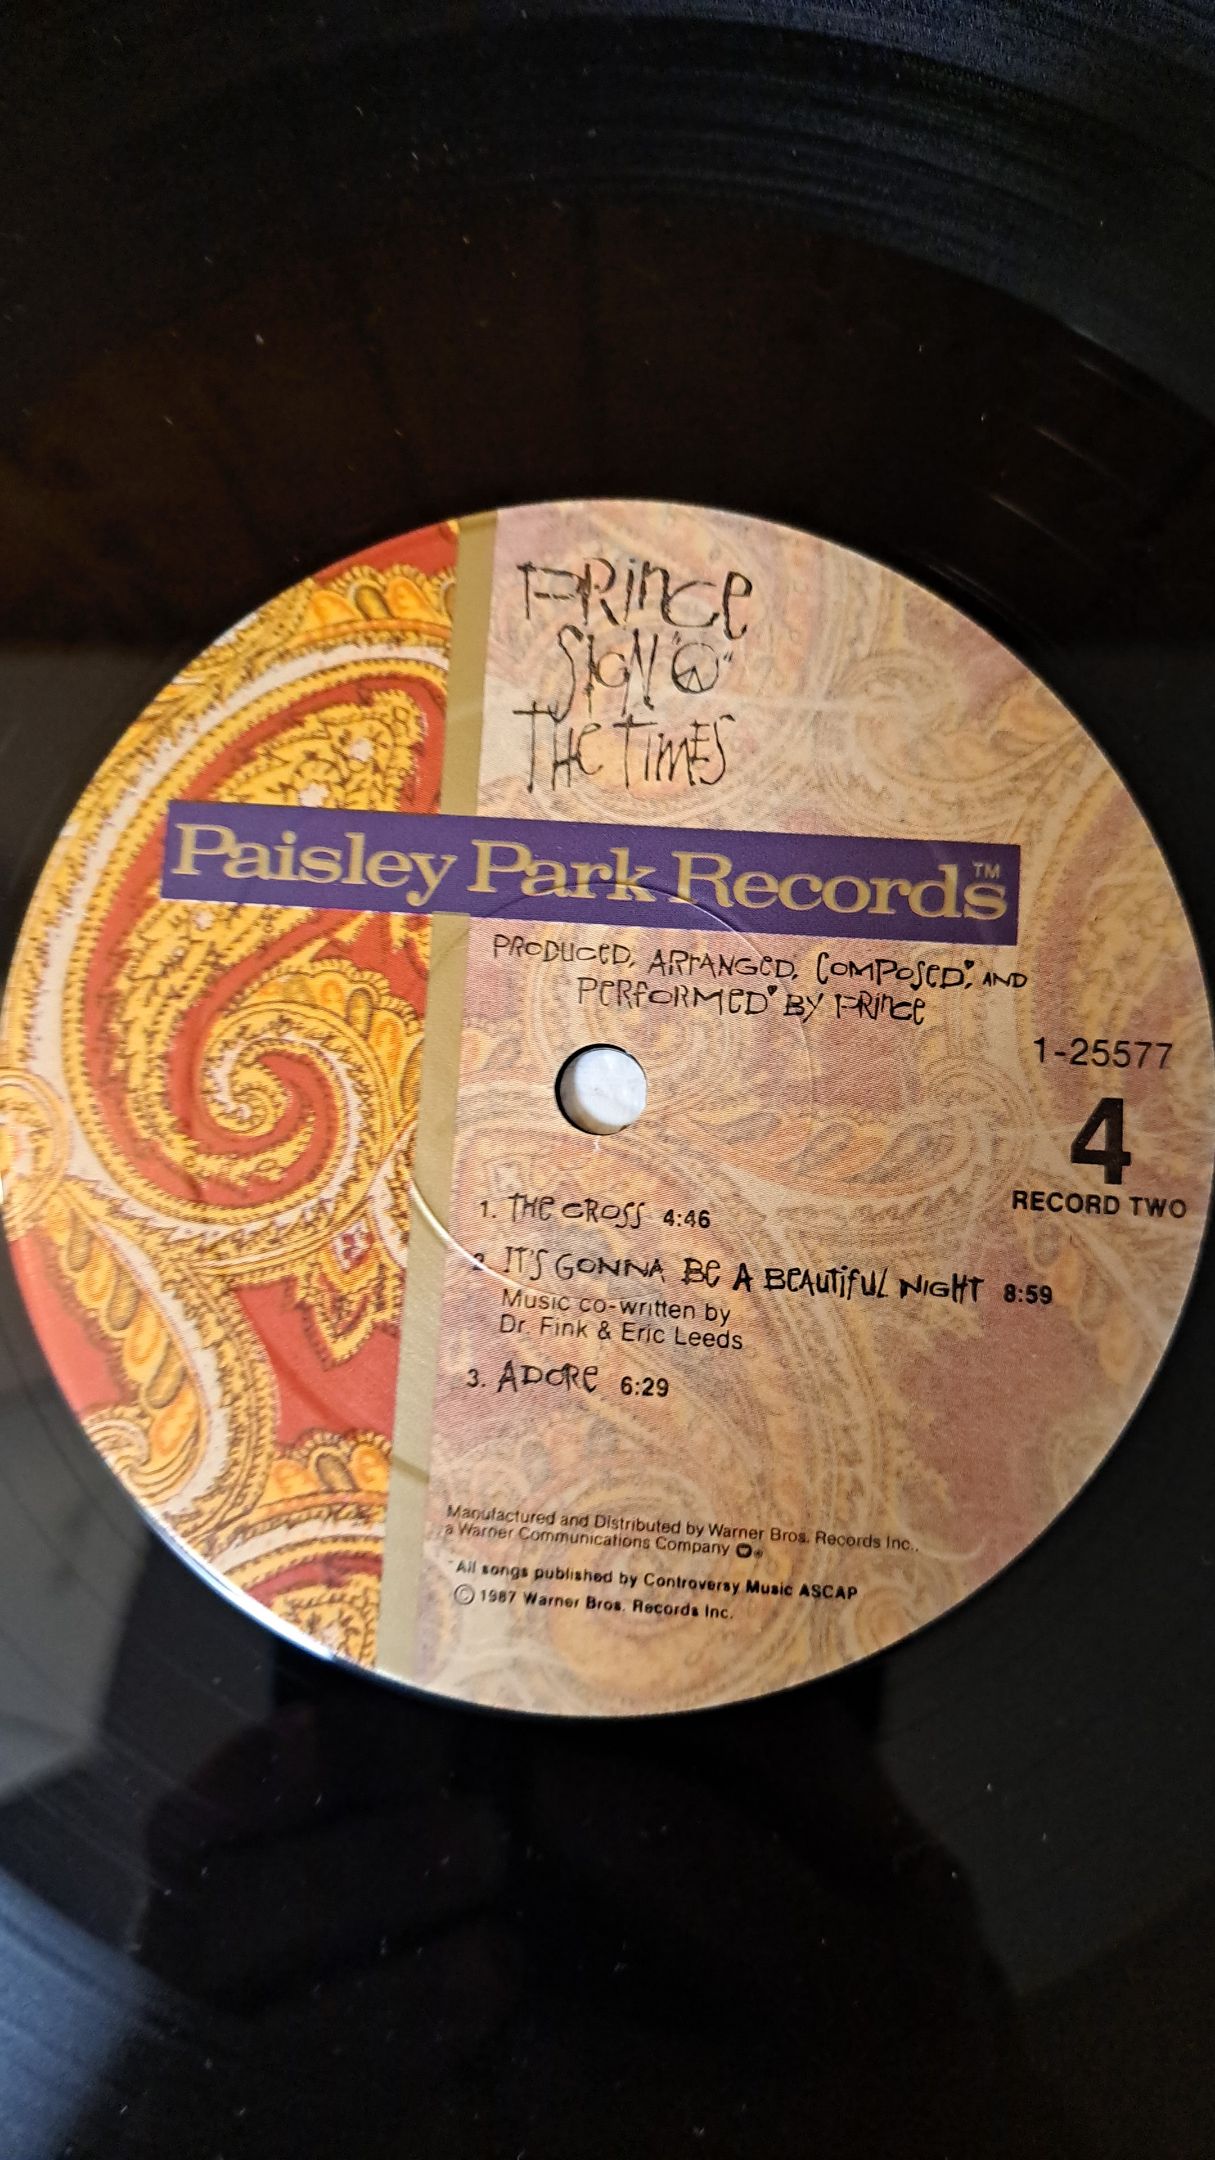 PRINCE
SIGN "☮"
THE TIMES
Paisley Park Records™
PRODUCED, ARRANGED, COMPOSED♥, AND
PERFORMED♥ BY PRINCE
1-25577
4
RECORD TWO
1. THE CROSS 4:46
2. IT'S GONNA BE A BEAUTIFUL NIGHT 8:59
Music co-written by
Dr. Fink & Eric Leeds
3. ADORE 6:29
Manufactured and Distributed by Warner Bros. Records Inc.,
a Warner Communications Company ®
All songs published by Controversy Music ASCAP
© 1987 Warner Bros. Records Inc.